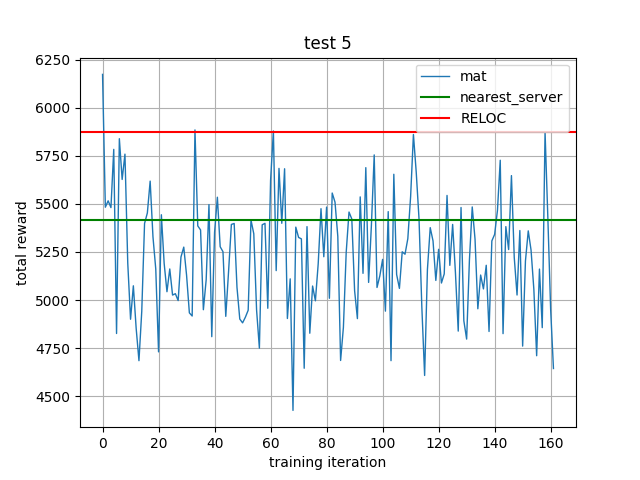 test 5
total reward
6250
6000
5750
5500
5250
5000
4750
4500
mat
nearest_server
RELOC
0 20 40 60 80 100 120 140 160
training iteration